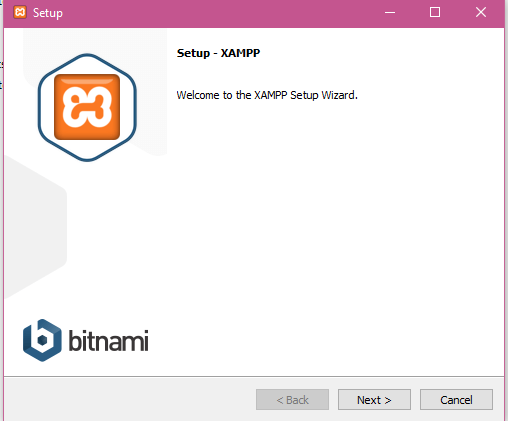 Setup
Setup - XAMPP
Welcome to the XAMPP Setup Wizard.
bitnami
< Back
Next >
Cancel